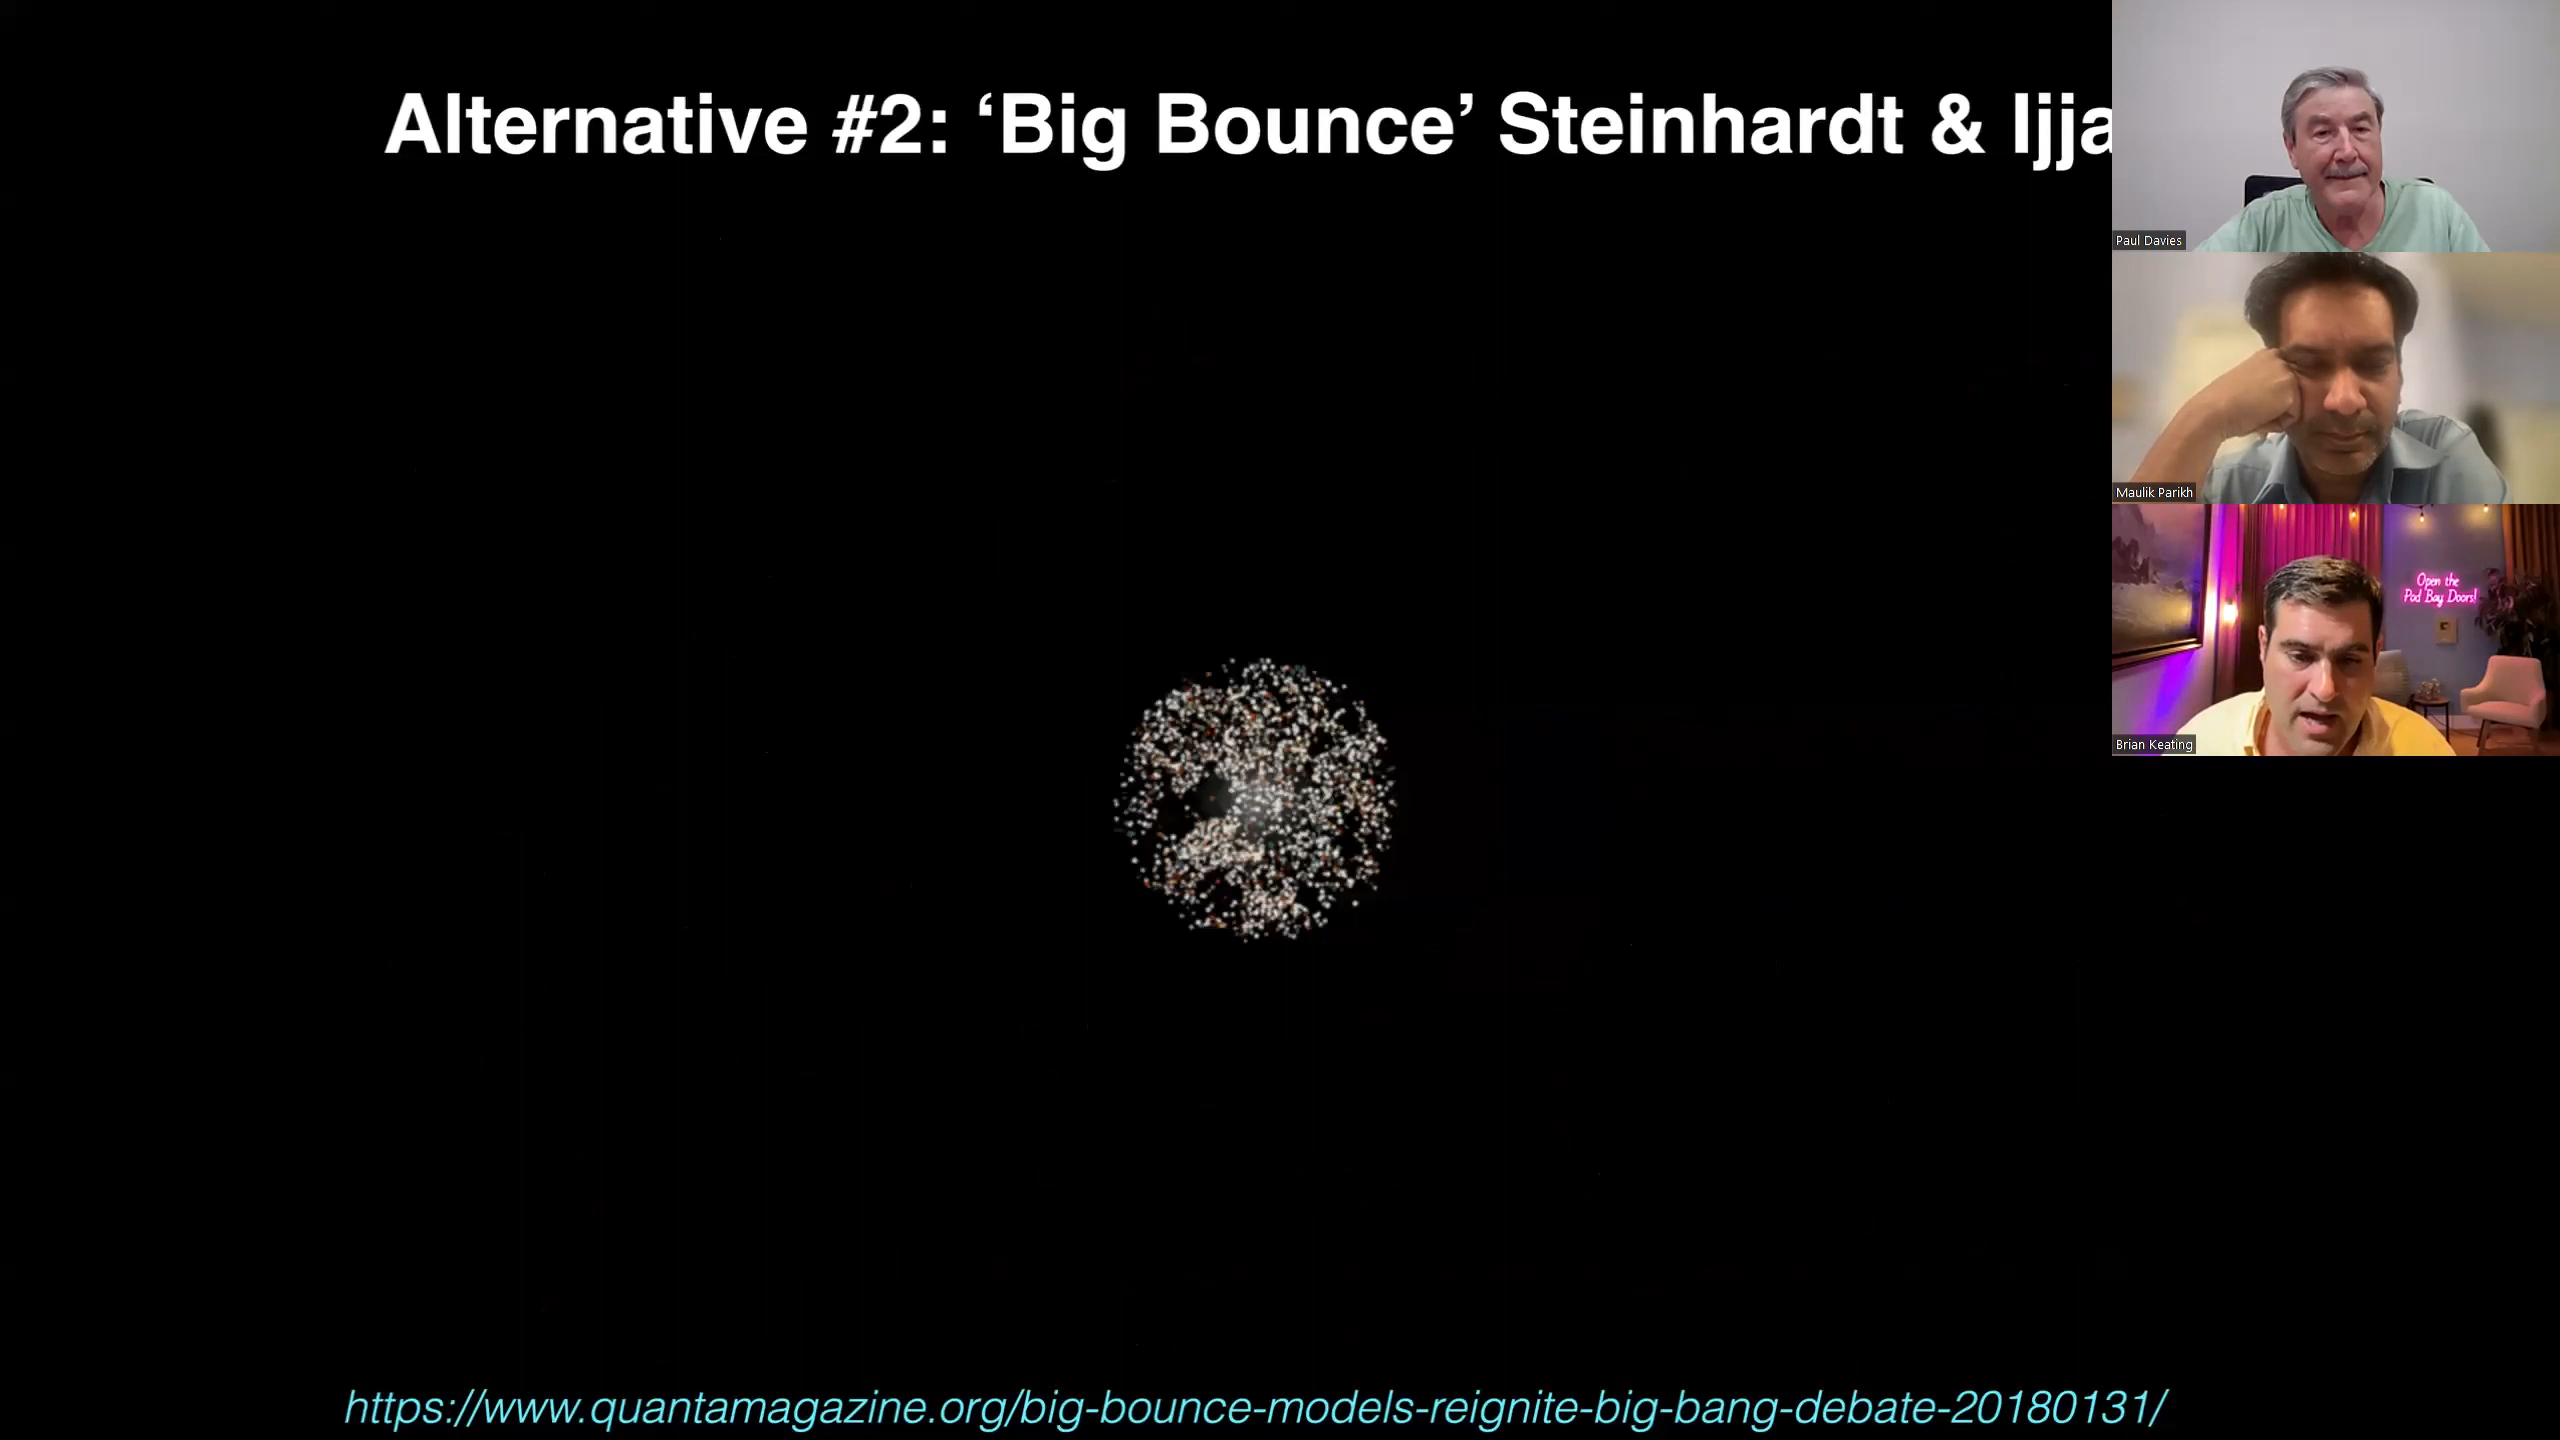 Alternative #2: ‘Big Bounce’ Steinhardt & Ijja
Paul Davies
Maulik Parikh
Open the
Pod Bay Doors!
Brian Keating
https://www.quantamagazine.org/big-bounce-models-reignite-big-bang-debate-20180131/